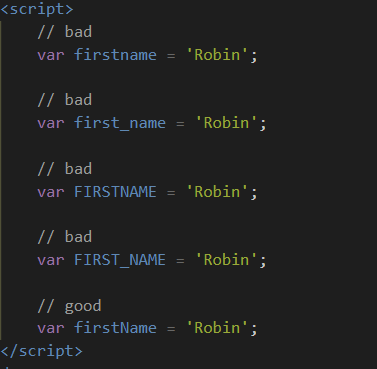 <script>
// bad
var firstname = 'Robin';
// bad
var first_name = 'Robin';
// bad
var FIRSTNAME = 'Robin';
// bad
var FIRST_NAME = 'Robin';
// good
var firstName = 'Robin';
</script>